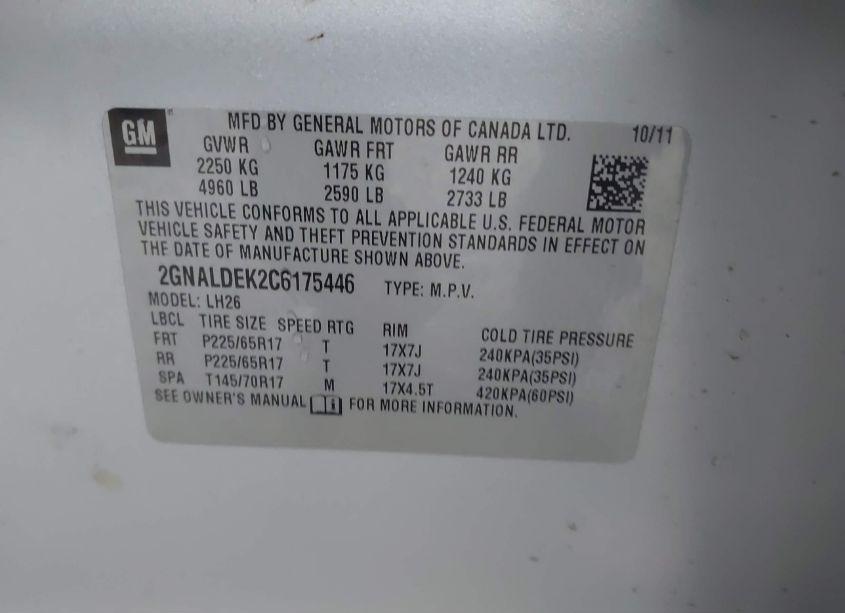 GM
MFD BY GENERAL MOTORS OF CANADA LTD. 10/11
GVWR GAWR FRT GAWR RR
2250 KG 1175 KG 1240 KG
4960 LB 2590 LB 2733 LB
THIS VEHICLE CONFORMS TO ALL APPLICABLE U.S. FEDERAL MOTOR
VEHICLE SAFETY AND THEFT PREVENTION STANDARDS IN EFFECT ON
THE DATE OF MANUFACTURE SHOWN ABOVE.
2GNALDEK2C6175446 TYPE: M.P.V.
MODEL: LH26
LBCL TIRE SIZE SPEED RTG RIM COLD TIRE PRESSURE
FRT P225/65R17 T 17X7J 240KPA(35PSI)
RR P225/65R17 T 17X7J 240KPA(35PSI)
SPA T145/70R17 M 17X4.5T 420KPA(60PSI)
SEE OWNER'S MANUAL i FOR MORE INFORMATION.